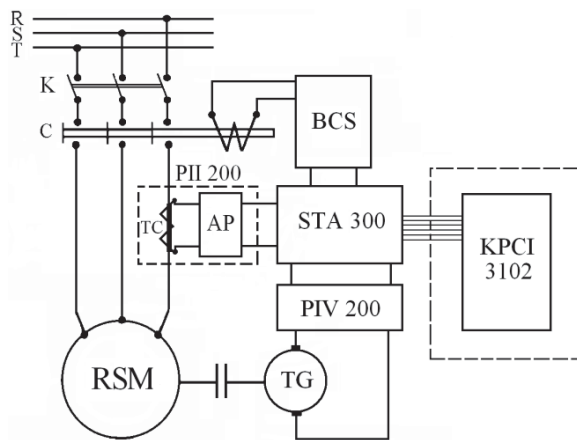 R
S
T
K
C
BCS
PII 200
TC
AP
STA 300
KPCI
3102
PIV 200
RSM
TG